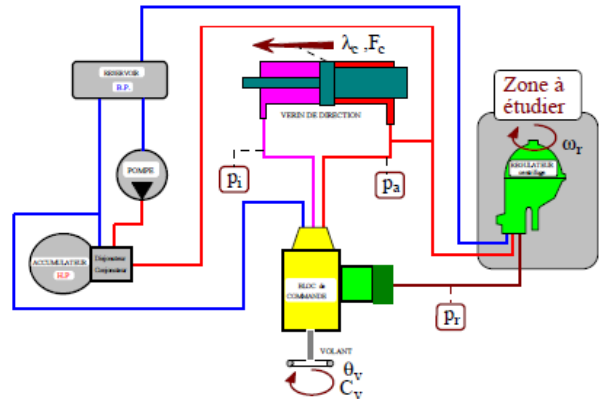 λc ,Fc
RESERVOIR
B.P.
VERIN DE DIRECTION
Zone à
étudier
ωr
REGULATEUR
centrifuge
POMPE
pi
pa
ACCUMULATEUR
H.P.
Disjoncteur
Conjoncteur
BLOC de
COMMANDE
pr
VOLANT
θv
Cv